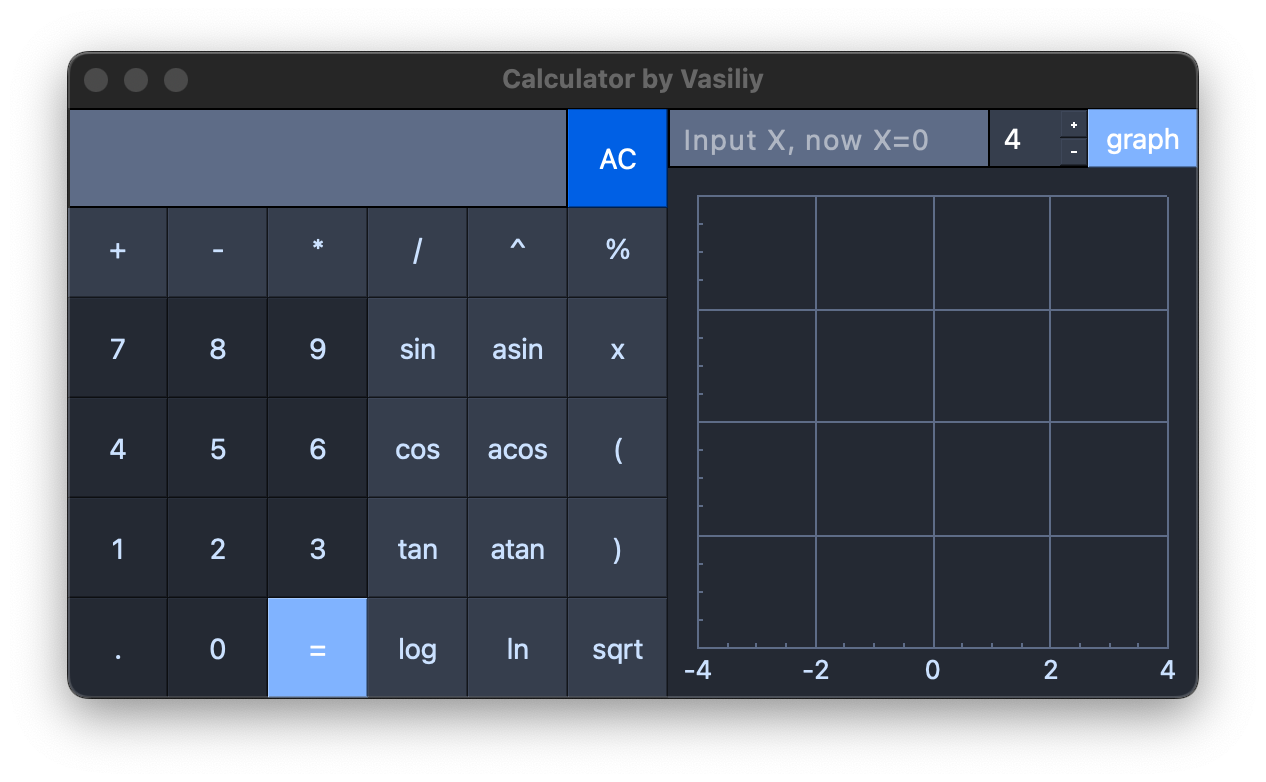 Calculator by Vasiliy
AC
Input X, now X=0
4
+
-
graph
+ - * / ^ %
7 8 9 sin asin x
4 5 6 cos acos (
1 2 3 tan atan )
. 0 = log ln sqrt
-4 -2 0 2 4